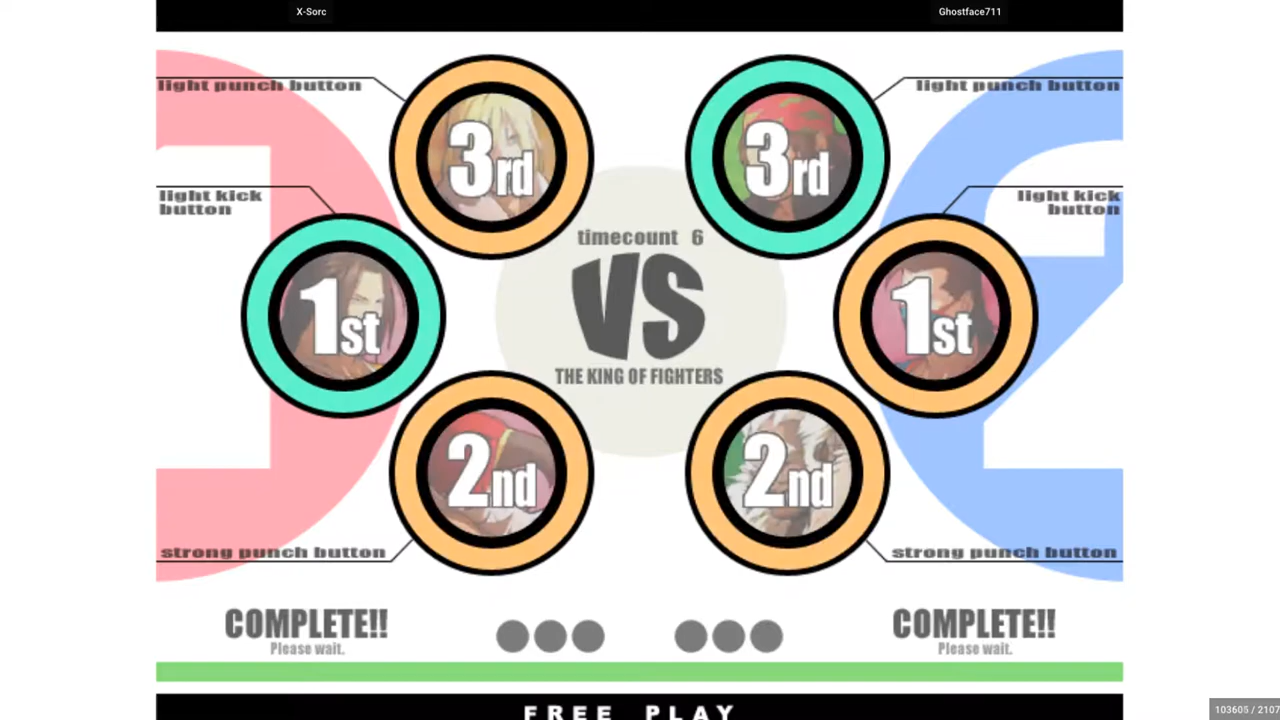 X-Sorc
Ghostface711
light punch button
light punch button
3rd
3rd
light kick
button
light kick
button
timecount 6
VS
THE KING OF FIGHTERS
1st
1st
2nd
2nd
strong punch button
strong punch button
COMPLETE!!
Please wait.
COMPLETE!!
Please wait.
FREE PLAY
103605 / 2107